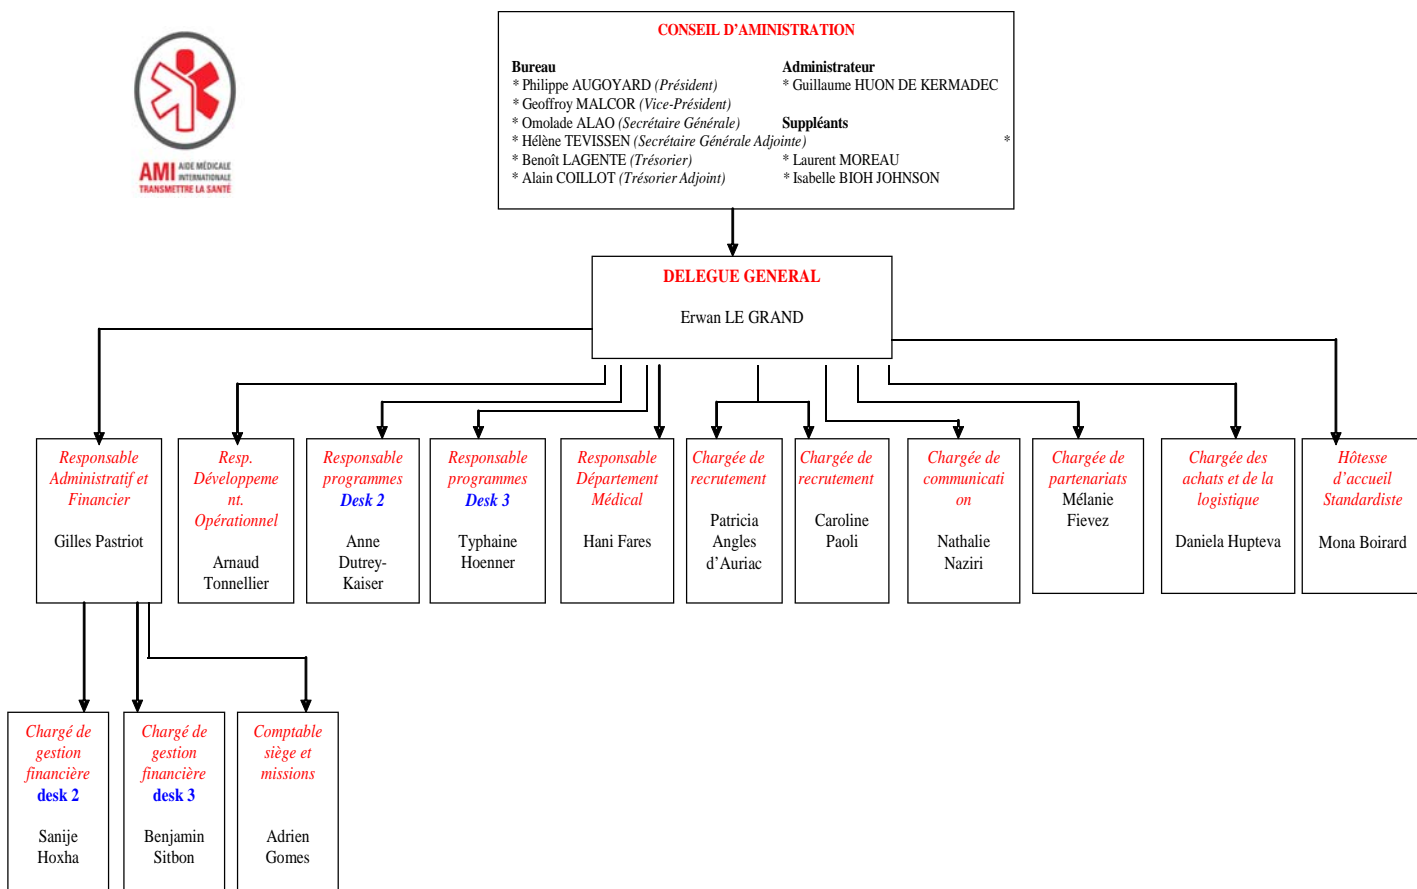 CONSEIL D'AMINISTRATION
Bureau
* Philippe AUGOYARD (Président)
* Geoffroy MALCOR (Vice-Président)
* Omolade ALAO (Secrétaire Générale)
* Hélène TEVISSEN (Secrétaire Générale Adjointe)
* Benoît LAGENTE (Trésorier)
* Alain COILLOT (Trésorier Adjoint)
Administrateur
* Guillaume HUON DE KERMADEC
Suppléants
*
* Laurent MOREAU
* Isabelle BIOH JOHNSON
AMI AIDE MÉDICALE
INTERNATIONALE
TRANSMETTRE LA SANTÉ
DELEGUE GENERAL
Erwan LE GRAND
Responsable
Administratif et
Financier
Gilles Pastriot
Resp.
Développeme
nt.
Opérationnel
Arnaud
Tonnellier
Responsable
programmes
Desk 2
Anne
Dutrey-
Kaiser
Responsable
programmes
Desk 3
Typhaine
Hoenner
Responsable
Département
Médical
Hani Fares
Chargée de
recrutement
Patricia
Angles
d'Auriac
Chargée de
recrutement
Caroline
Paoli
Chargée de
communicati
on
Nathalie
Naziri
Chargée de
partenariats
Mélanie
Fievez
Chargée des
achats et de la
logistique
Daniela Hupteva
Hôtesse
d'accueil
Standardiste
Mona Boirard
Chargé de
gestion
financière
desk 2
Sanije
Hoxha
Chargé de
gestion
financière
desk 3
Benjamin
Sitbon
Comptable
siège et
missions
Adrien
Gomes